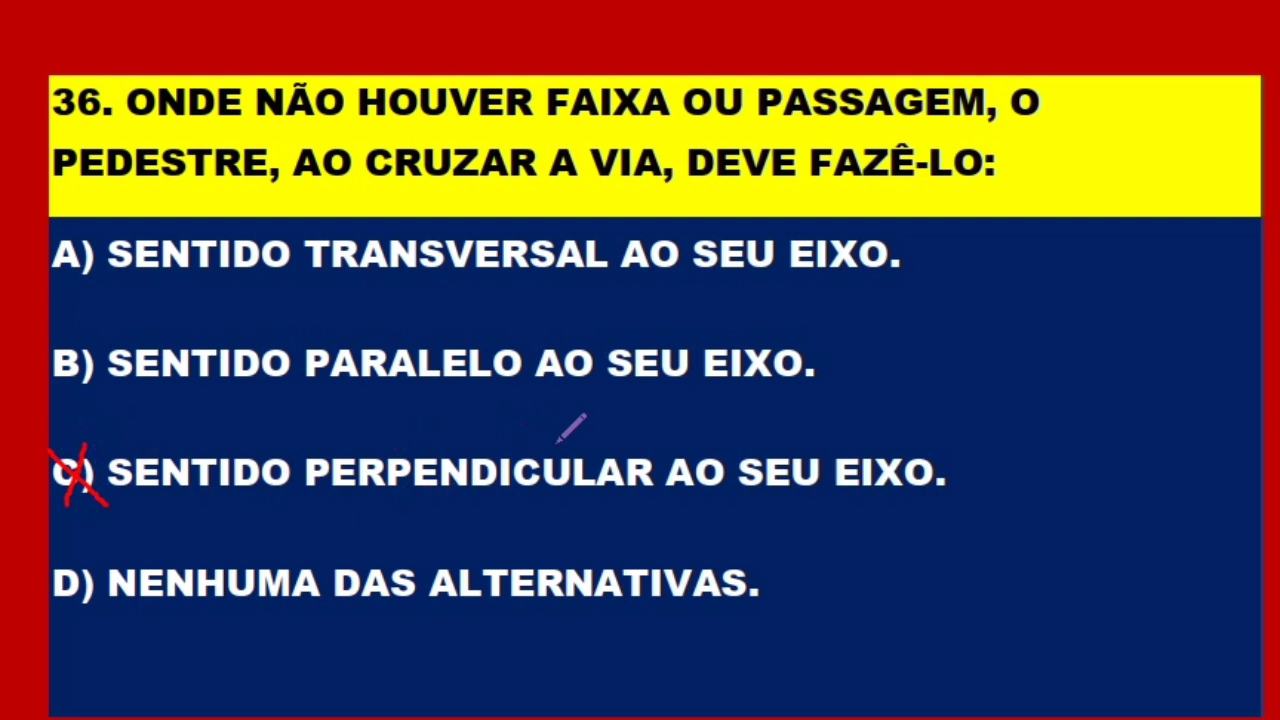 36. ONDE NÃO HOUVER FAIXA OU PASSAGEM, O
PEDESTRE, AO CRUZAR A VIA, DEVE FAZÊ-LO:
A) SENTIDO TRANSVERSAL AO SEU EIXO.
B) SENTIDO PARALELO AO SEU EIXO.
C) SENTIDO PERPENDICULAR AO SEU EIXO.
D) NENHUMA DAS ALTERNATIVAS.